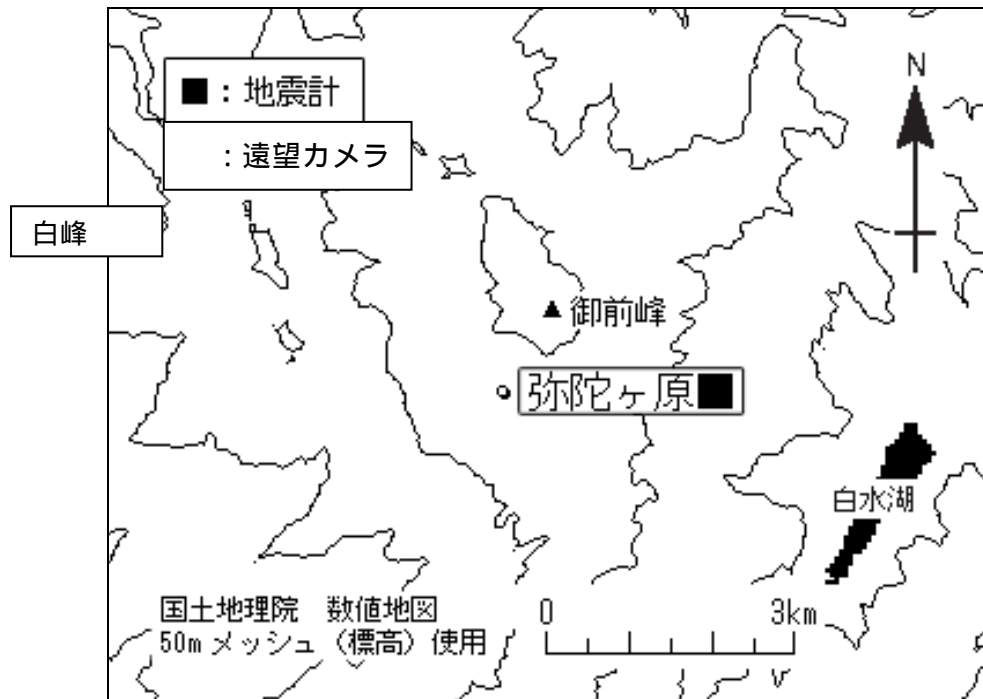 N
■：地震計
：遠望カメラ
白峰
▲御前峰
弥陀ヶ原■
白水湖
国土地理院　数値地図
50m メッシュ（標高）使用
0 3km